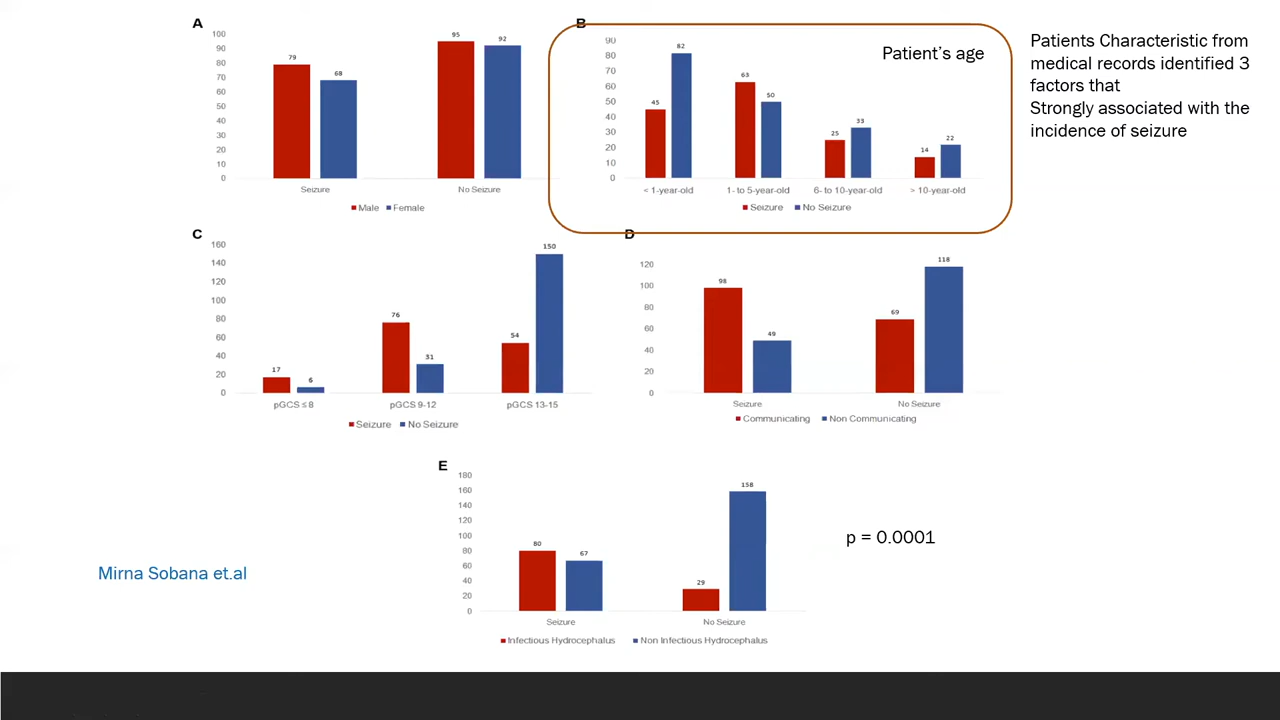 A
100
90
80
70
60
50
40
30
20
10
0
79
68
95
92
Seizure
No Seizure
Male
Female
B
Patient's age
90
80
70
60
50
40
30
20
10
0
45
82
63
50
25
33
14
22
< 1-year-old
1- to 5-year-old
6- to 10-year-old
> 10-year-old
Seizure
No Seizure
Patients Characteristic from
medical records identified 3
factors that
Strongly associated with the
incidence of seizure
C
160
140
120
100
80
60
40
20
0
17
6
76
31
54
150
pGCS ≤ 8
pGCS 9-12
pGCS 13-15
Seizure
No Seizure
D
120
100
80
60
40
20
0
98
49
69
118
Seizure
No Seizure
Communicating
Non Communicating
E
180
160
140
120
100
80
60
40
20
0
80
67
29
158
Seizure
No Seizure
Infectious Hydrocephalus
Non Infectious Hydrocephalus
p = 0.0001
Mirna Sobana et.al